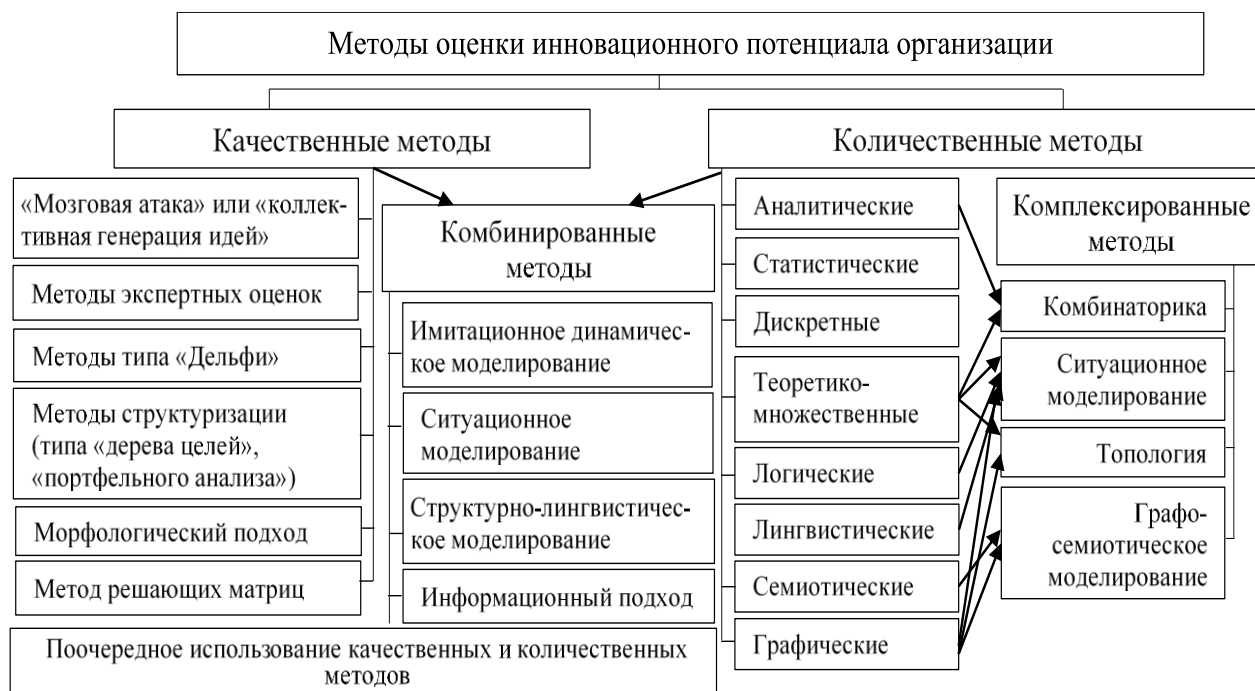 Методы оценки инновационного потенциала организации
Качественные методы
Количественные методы
«Мозговая атака» или «коллек-
тивная генерация идей»
Методы экспертных оценок
Методы типа «Дельфи»
Методы структуризации
(типа «дерева целей»,
«портфельного анализа»)
Морфологический подход
Метод решающих матриц
Комбинированные
методы
Имитационное динамичес-
кое моделирование
Ситуационное
моделирование
Структурно-лингвистичес-
кое моделирование
Информационный подход
Поочередное использование качественных и количественных
методов
Аналитические
Статистические
Дискретные
Теоретико-
множественные
Логические
Лингвистические
Семиотические
Графические
Комплексированные
методы
Комбинаторика
Ситуационное
моделирование
Топология
Графо-
семиотическое
моделирование